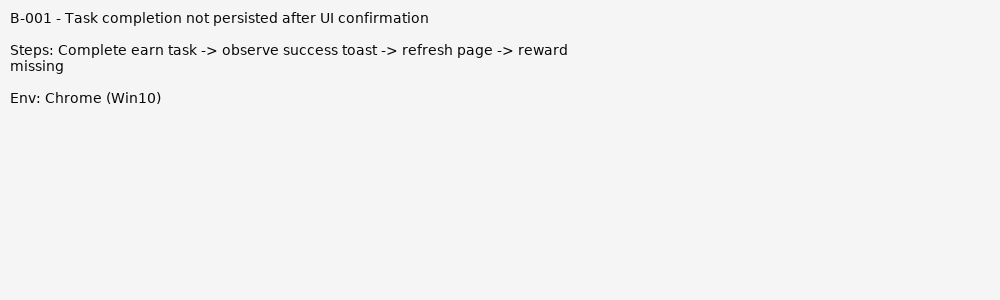 B-001 - Task completion not persisted after UI confirmation
Steps: Complete earn task -> observe success toast -> refresh page -> reward
missing
Env: Chrome (Win10)